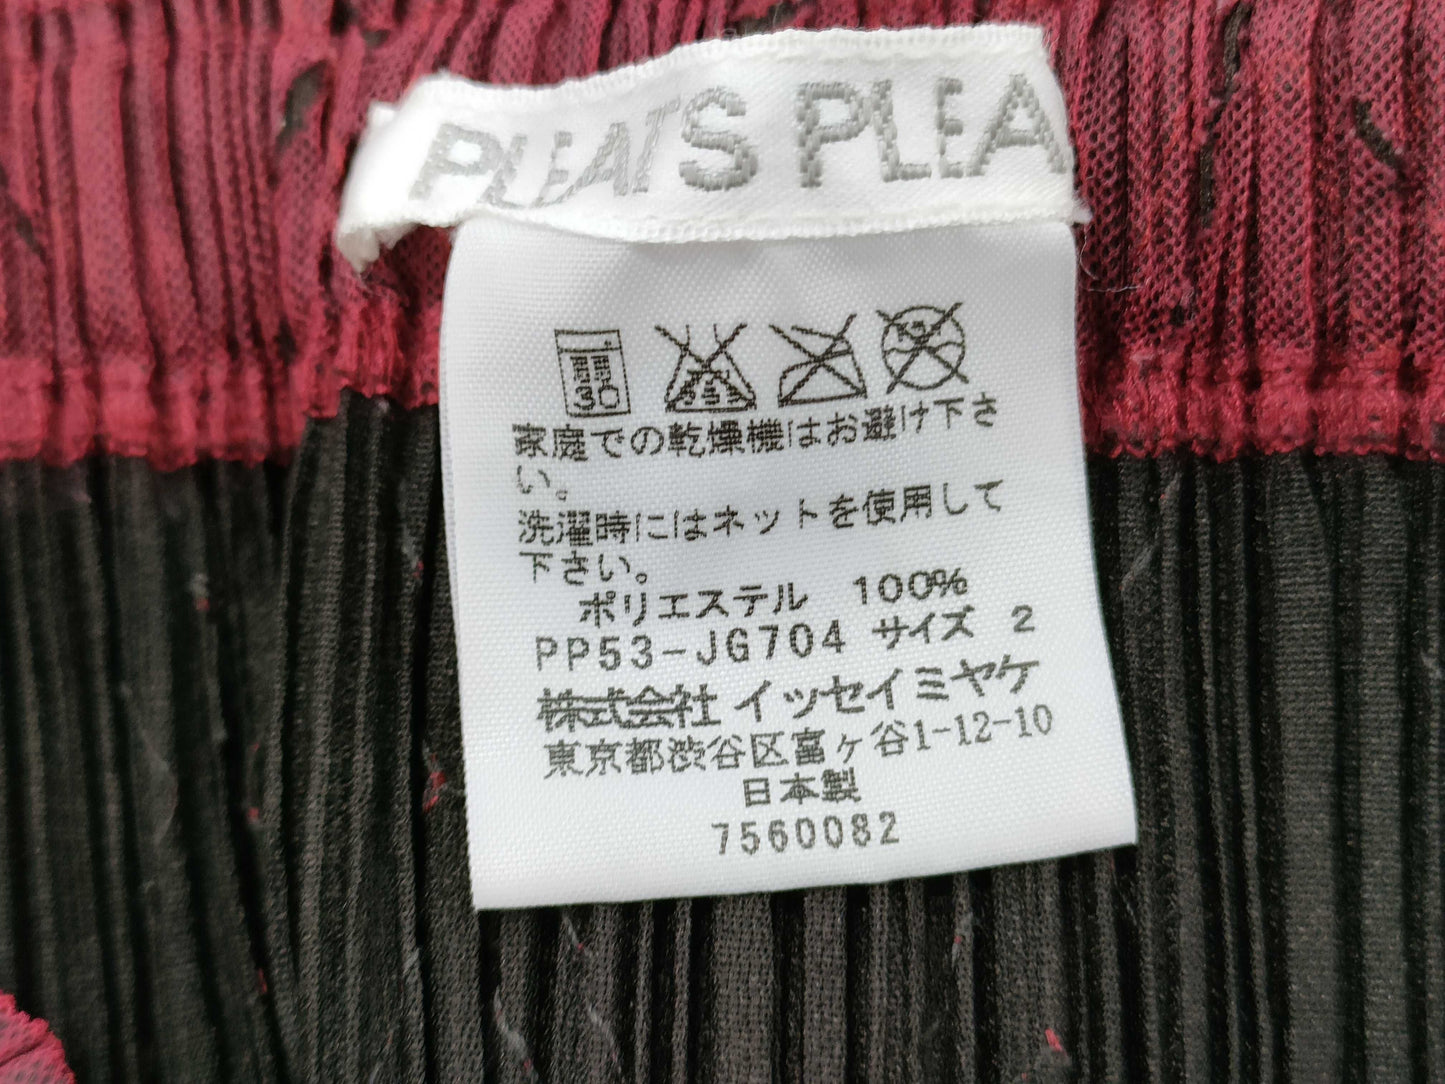 PLEATS PLEA
30
家庭での乾燥機はお避け下さ
い。
洗濯時にはネットを使用して
下さい。
ポリエステル 100%
PP53-JG704 サイズ 2
株式会社 イッセイミヤケ
東京都渋谷区富ヶ谷1-12-10
日本製
7560082